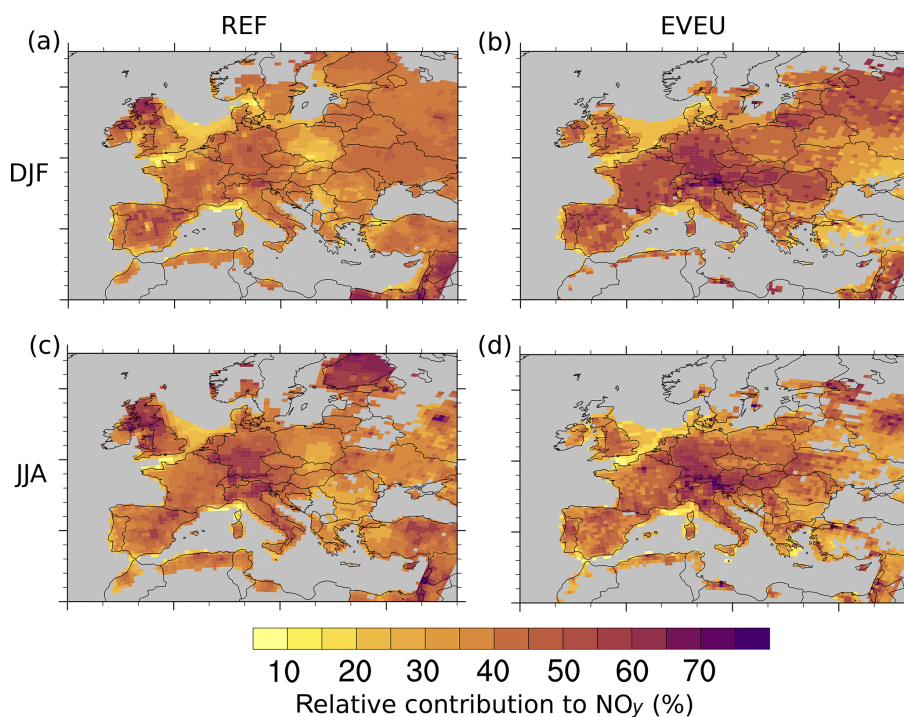 REF EVEU
(a) (b)
DJF
(c) (d)
JJA
10 20 30 40 50 60 70
Relative contribution to NOy (%)